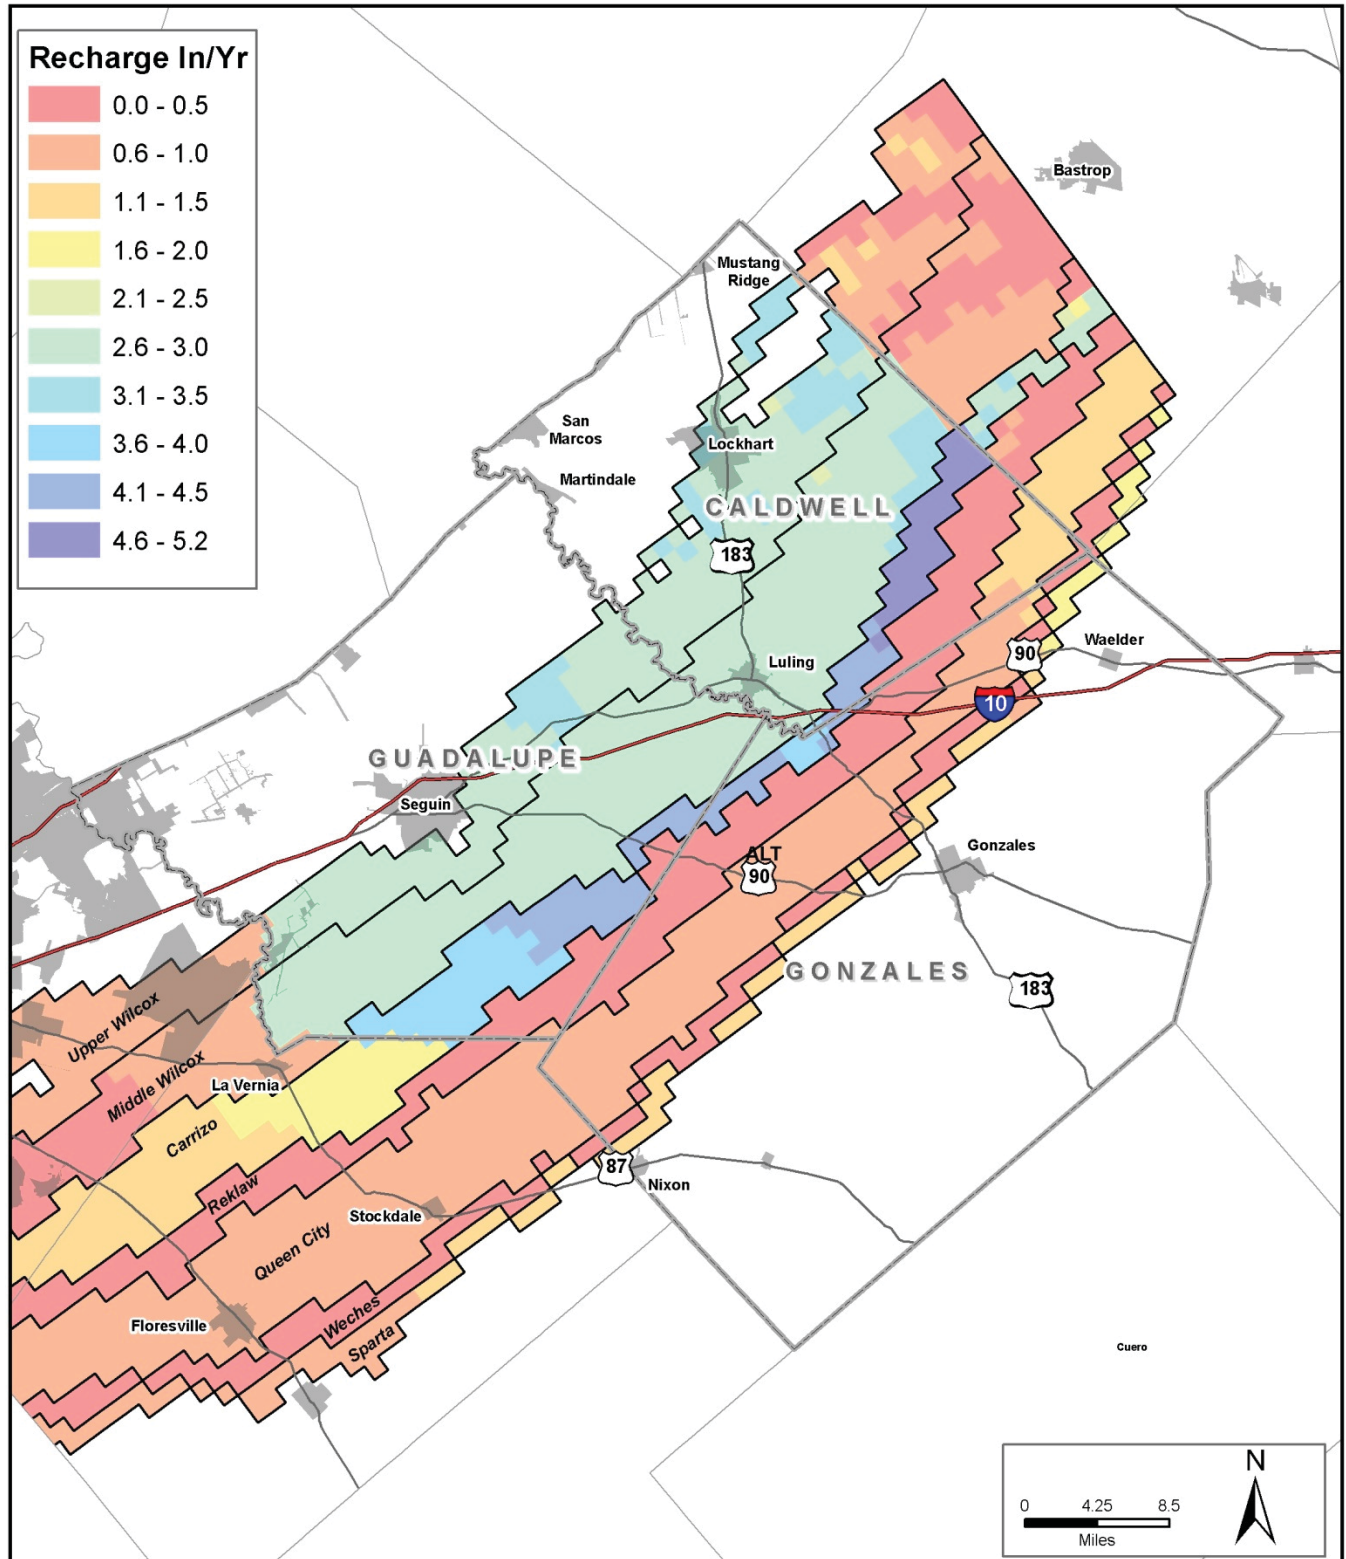 Recharge In/Yr
0.0 - 0.5
0.6 - 1.0
1.1 - 1.5
1.6 - 2.0
2.1 - 2.5
2.6 - 3.0
3.1 - 3.5
3.6 - 4.0
4.1 - 4.5
4.6 - 5.2
Bastrop
Mustang
Ridge
San
Marcos
Lockhart
Martindale
CALDWELL
183
Waelder
90
Luling
10
GUADALUPE
Seguin
Gonzales
ALT
90
GONZALES
183
Upper Wilcox
Middle Wilcox
La Vernia
Carrizo
87
Nixon
Reklaw
Stockdale
Queen City
Floresville
Weches
Sparta
Cuero
N
0 4.25 8.5
Miles